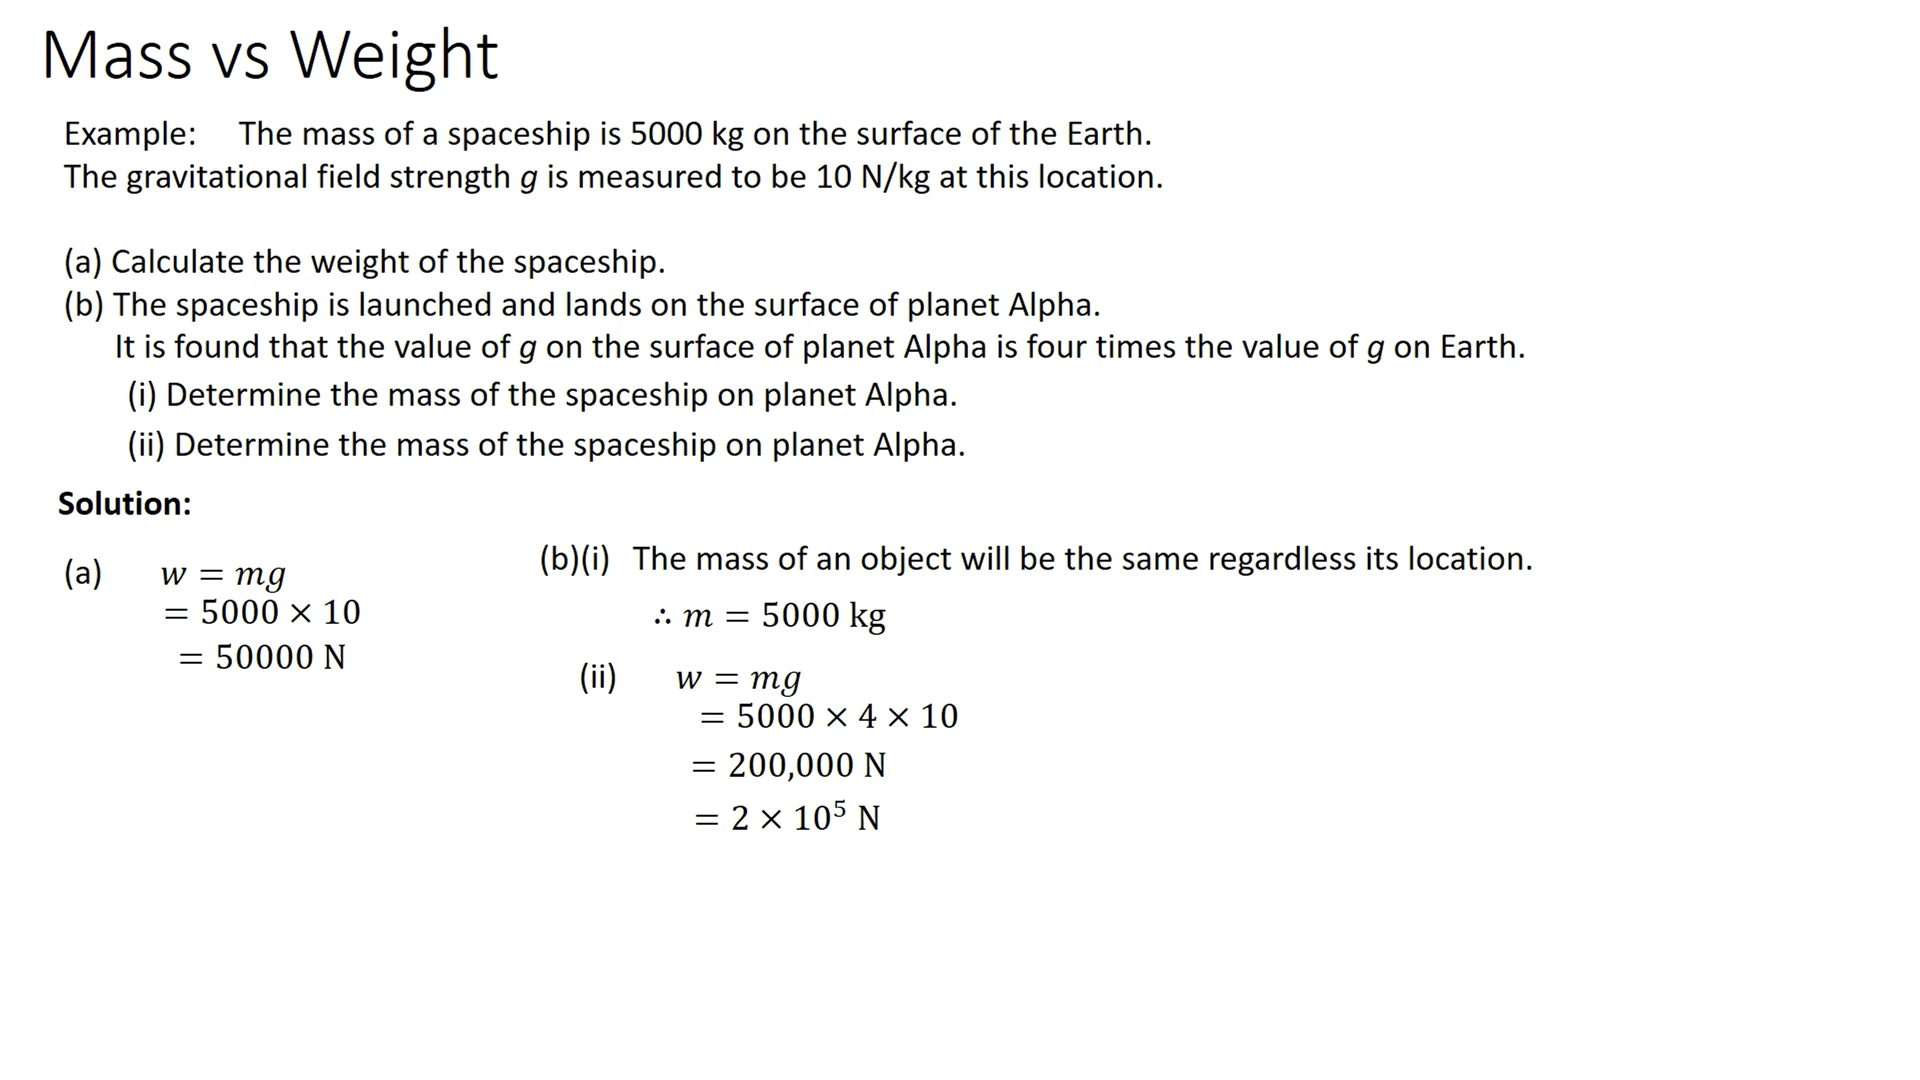 Mass vs Weight
Example: The mass of a spaceship is 5000 kg on the surface of the Earth.
The gravitational field strength g is measured to be 10 N/kg at this location.
(a) Calculate the weight of the spaceship.
(b) The spaceship is launched and lands on the surface of planet Alpha.
It is found that the value of g on the surface of planet Alpha is four times the value of g on Earth.
(i) Determine the mass of the spaceship on planet Alpha.
(ii) Determine the mass of the spaceship on planet Alpha.
Solution:
(a) w = mg
= 5000 × 10
= 50000 N
(b)(i) The mass of an object will be the same regardless its location.
∴ m = 5000 kg
(ii) w = mg
= 5000 × 4 × 10
= 200,000 N
= 2 × 10⁵ N